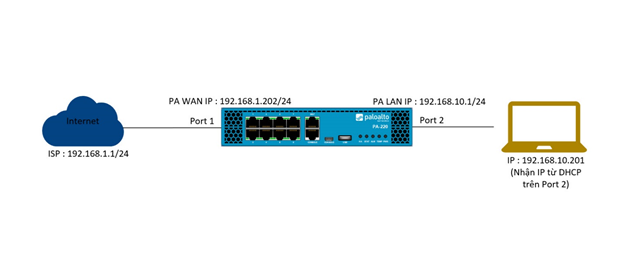 Internet
ISP : 192.168.1.1/24
PA WAN IP : 192.168.1.202/24
Port 1
paloalto
PA-220
PA LAN IP : 192.168.10.1/24
Port 2
IP : 192.168.10.201
(Nhận IP từ DHCP
trên Port 2)